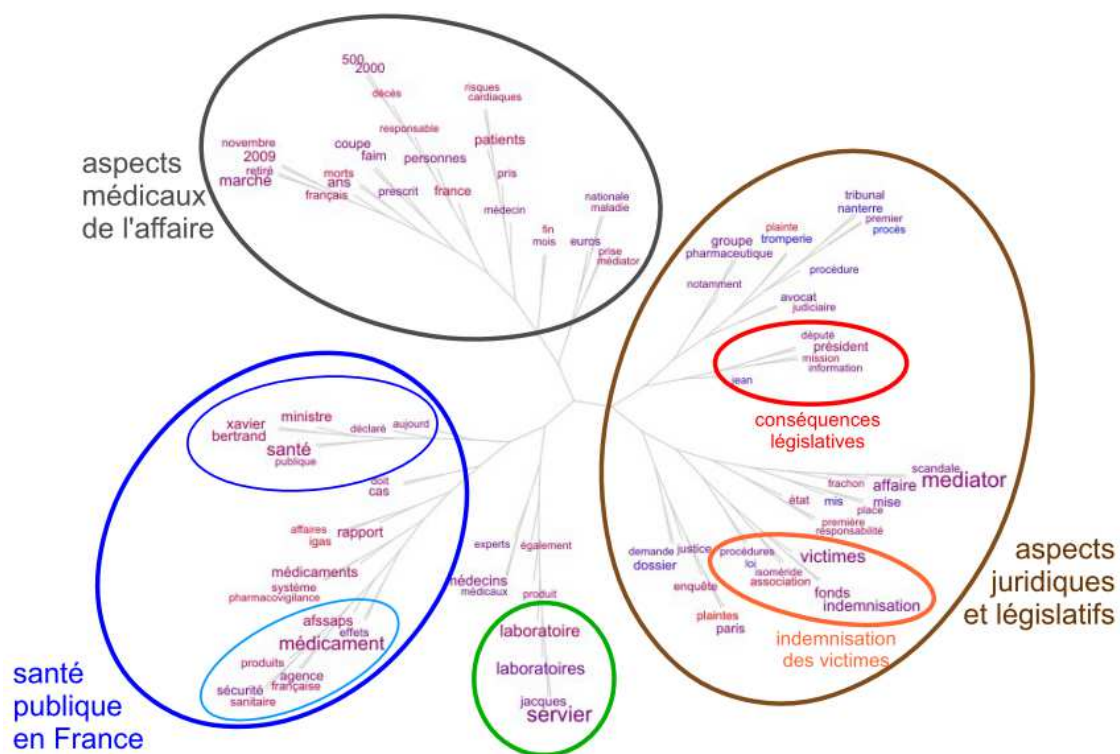 500
2000
décès
risques
cardiaques
responsable
patients
novembre
2009
retiré
marché
coupe
faim
personnes
morts
ans
français
prescrit
france
pris
médecin
nationale
maladie
fin
mois
euros
prise
médiator
aspects
médicaux
de l'affaire
tribunal
nanterre
premier
procès
plainte
tromperie
groupe
pharmaceutique
procédure
notamment
avocat
judiciaire
député
président
mission
information
jean
conséquences
législatives
scandale
mediator
frachon
affaire
mis
mise
état
place
première
responsabilité
demande
justice
dossier
procédures
loi
victimes
isoméride
association
enquête
fonds
indemnisation
plaintes
paris
indemnisation
des victimes
aspects
juridiques
et législatifs
xavier
bertrand
ministre
déclaré
aujourd
santé
publique
doit
cas
affaires
igas
rapport
médicaments
système
pharmacovigilance
afssaps
effets
médicament
produits
agence
française
sécurité
sanitaire
santé
publique
en France
experts
également
médecins
médicaux
produit
laboratoire
laboratoires
jacques
servier